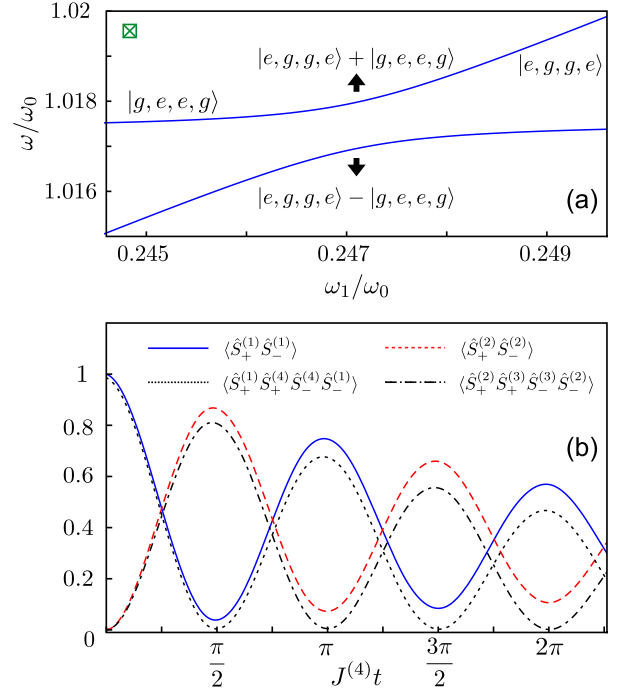 1.02
1.018
1.016
ω/ω₀
|e, g, g, e⟩ + |g, e, e, g⟩
|e, g, g, e⟩
|g, e, e, g⟩
|e, g, g, e⟩ − |g, e, e, g⟩
(a)
0.245 0.247 0.249
ω₁/ω₀
⟨Ŝ₊⁽¹⁾Ŝ₋⁽¹⁾⟩ ⟨Ŝ₊⁽²⁾Ŝ₋⁽²⁾⟩
⟨Ŝ₊⁽¹⁾Ŝ₊⁽⁴⁾Ŝ₋⁽⁴⁾Ŝ₋⁽¹⁾⟩ ⟨Ŝ₊⁽²⁾Ŝ₊⁽³⁾Ŝ₋⁽³⁾Ŝ₋⁽²⁾⟩
(b)
1
0.8
0.6
0.4
0.2
0
π/2 π 3π/2 2π
J⁽⁴⁾t